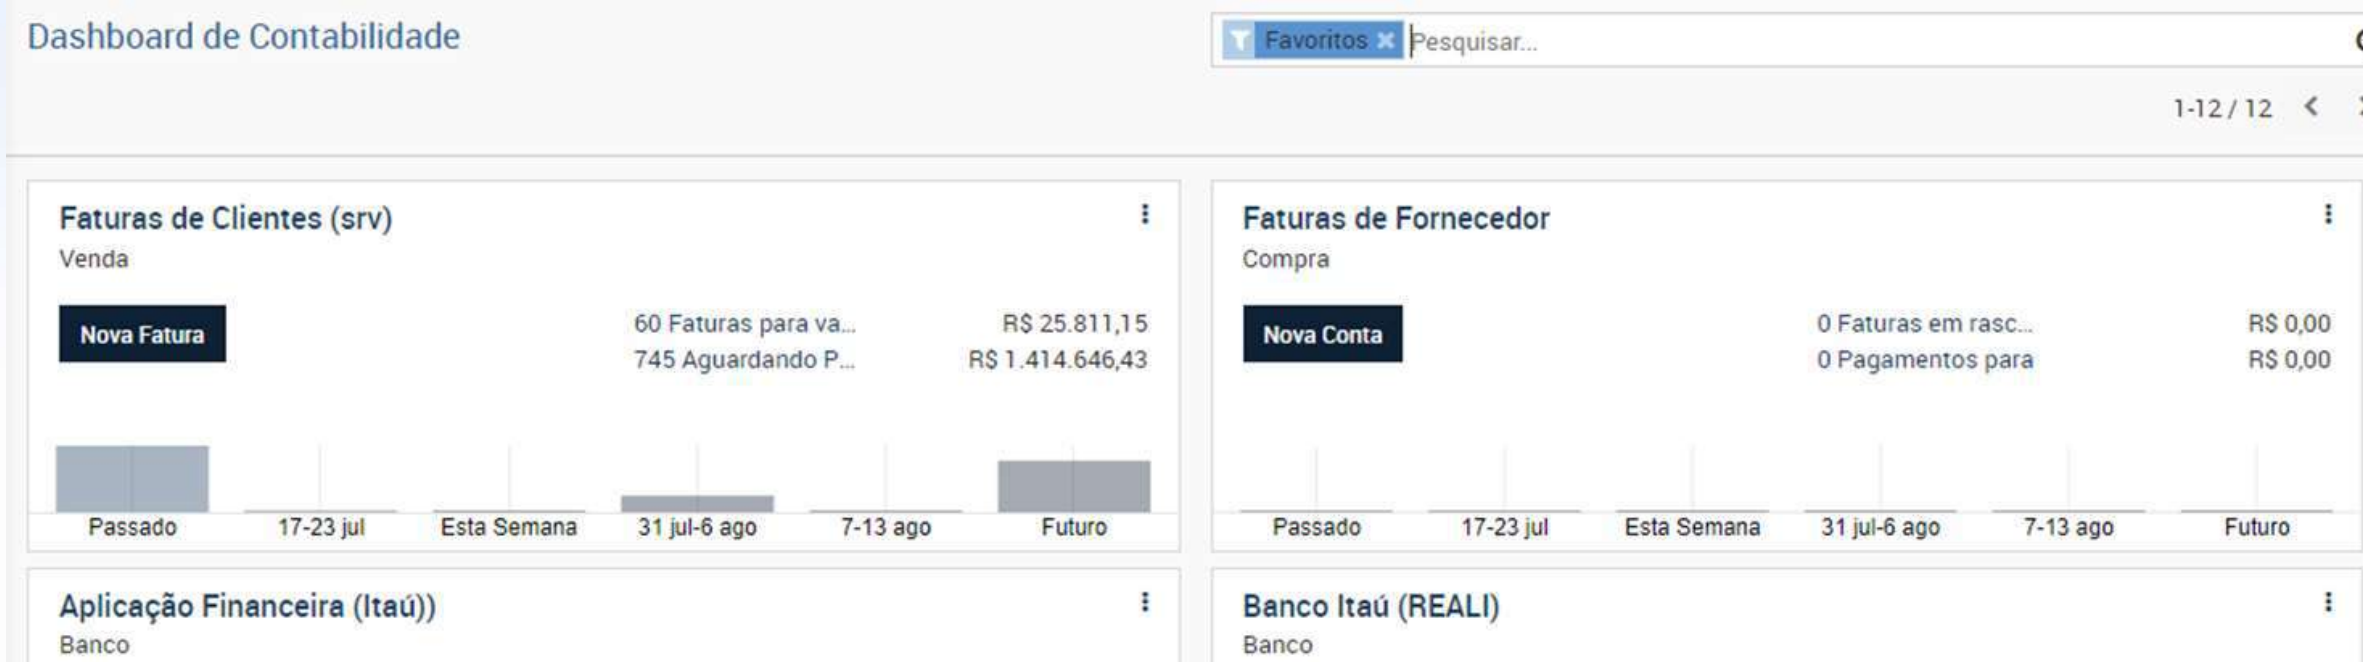 Dashboard de Contabilidade
Favoritos
Pesquisar...
1-12 / 12
Faturas de Clientes (srv)
Venda
Nova Fatura
60 Faturas para va... R$ 25.811,15
745 Aguardando P... R$ 1.414.646,43
Passado 17-23 jul Esta Semana 31 jul-6 ago 7-13 ago Futuro
Faturas de Fornecedor
Compra
Nova Conta
0 Faturas em rasc... R$ 0,00
0 Pagamentos para R$ 0,00
Passado 17-23 jul Esta Semana 31 jul-6 ago 7-13 ago Futuro
Aplicação Financeira (Itaú))
Banco
Banco Itaú (REALI)
Banco